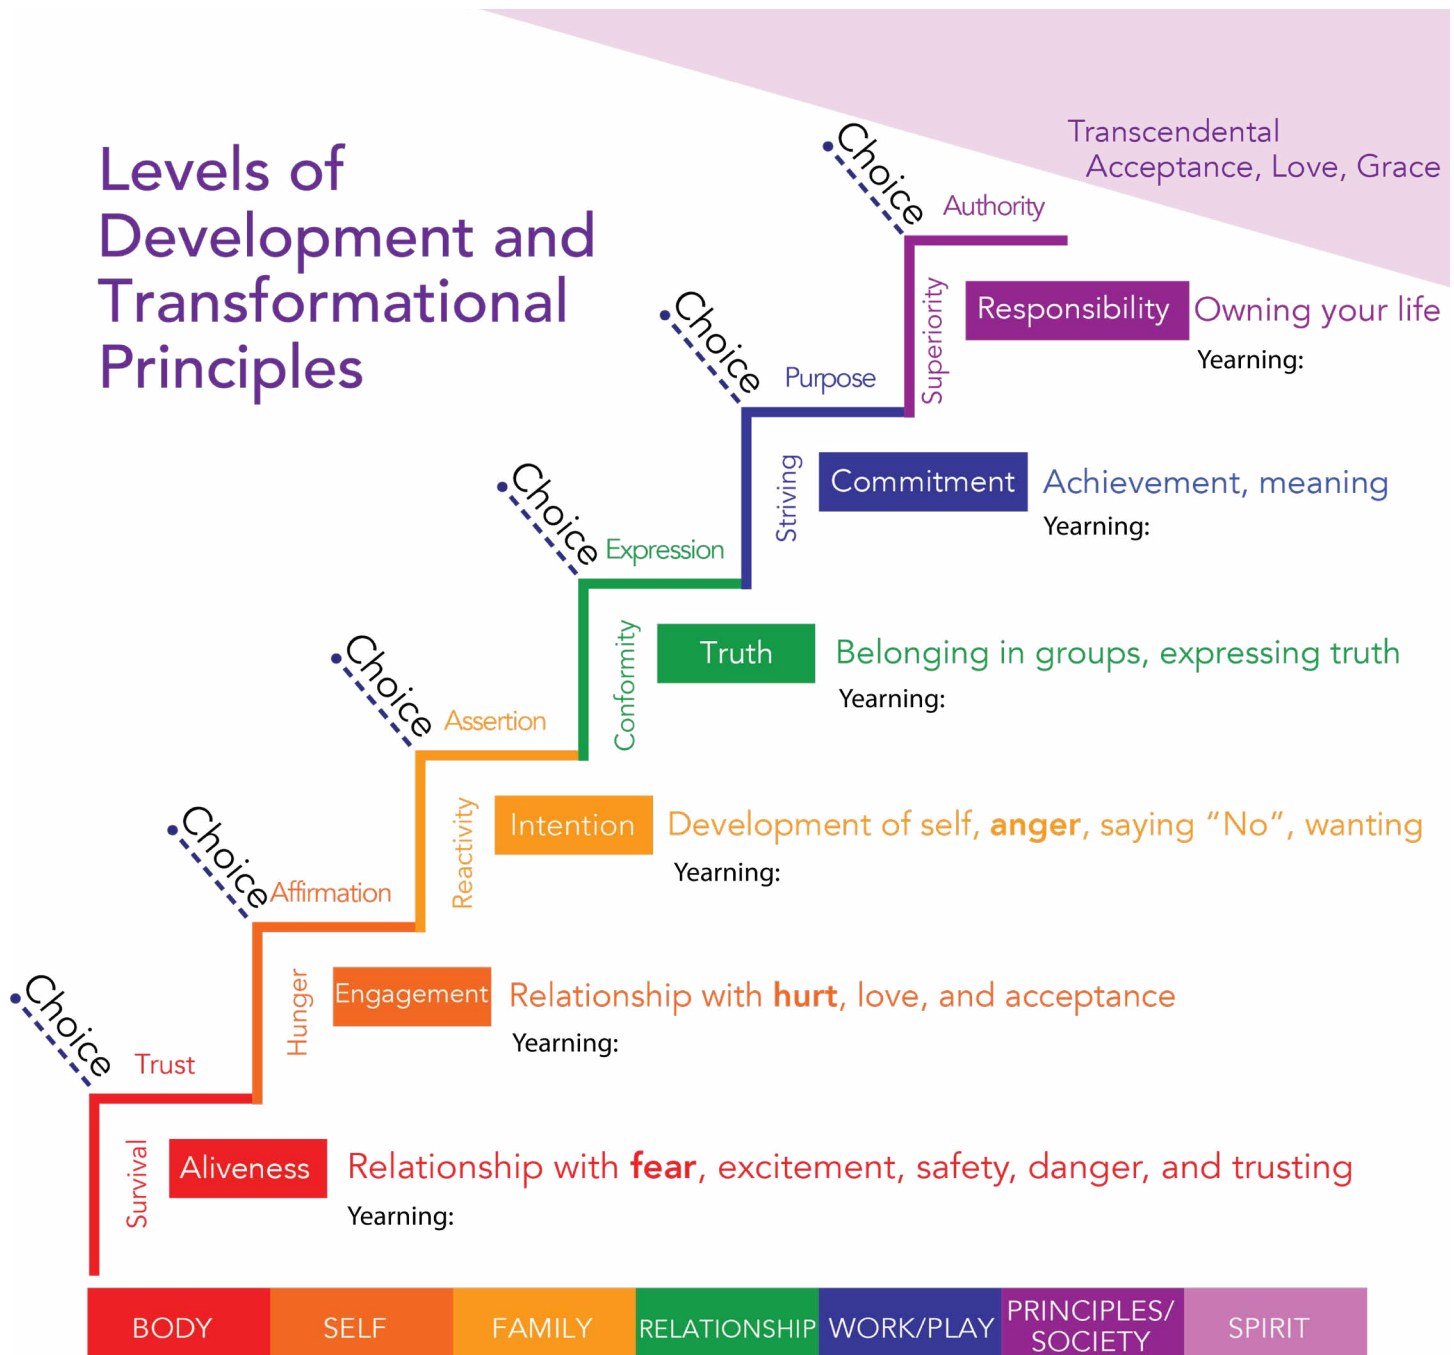 Levels of
Development and
Transformational
Principles
Transcendental
Acceptance, Love, Grace
Choice
Authority
Superiority
Responsibility
Owning your life
Yearning:
Choice
Purpose
Striving
Commitment
Achievement, meaning
Yearning:
Choice
Expression
Conformity
Truth
Belonging in groups, expressing truth
Yearning:
Choice
Assertion
Reactivity
Intention
Development of self, anger, saying “No”, wanting
Yearning:
Choice
Affirmation
Hunger
Engagement
Relationship with hurt, love, and acceptance
Yearning:
Choice
Trust
Survival
Aliveness
Relationship with fear, excitement, safety, danger, and trusting
Yearning:
BODY
SELF
FAMILY
RELATIONSHIP
WORK/PLAY
PRINCIPLES/
SOCIETY
SPIRIT